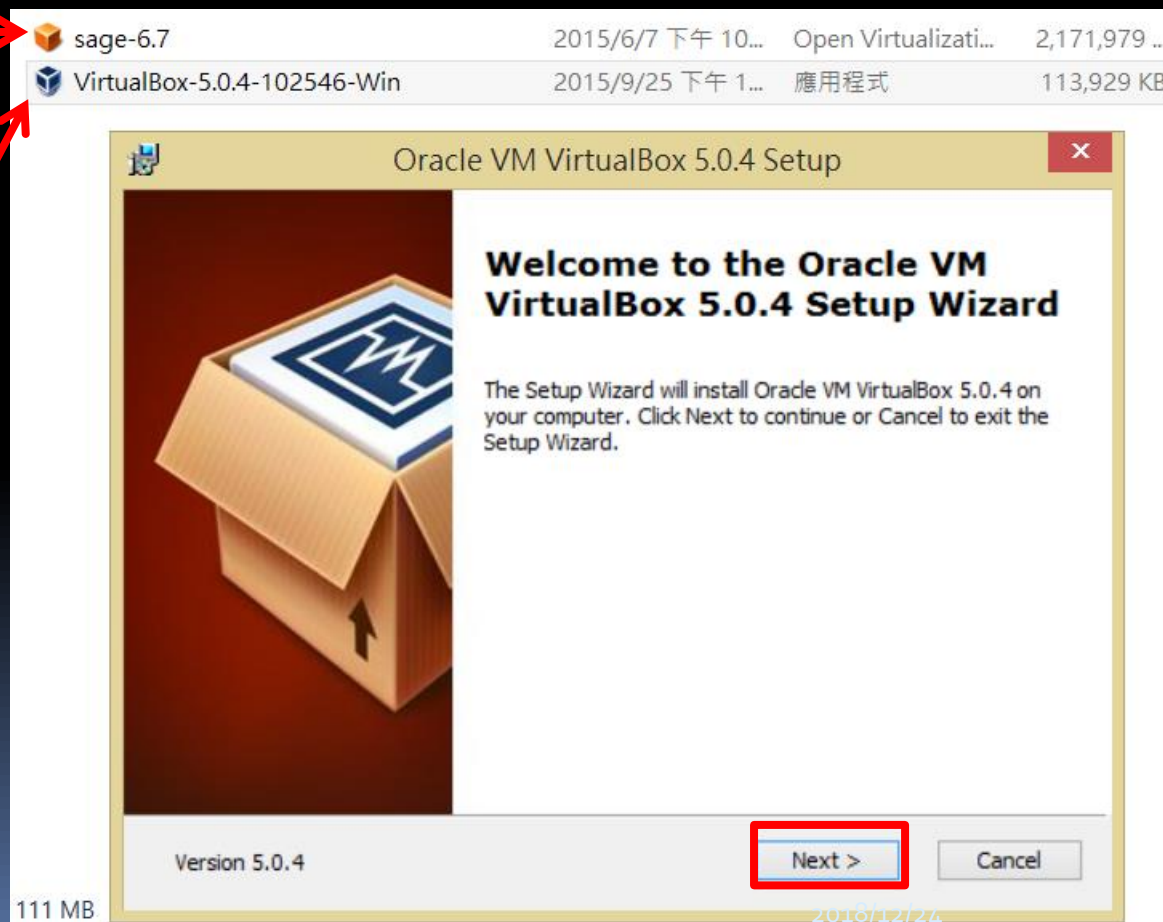 sage-6.7 2015/6/7 下午 10... Open Virtualizati... 2,171,979 ...
VirtualBox-5.0.4-102546-Win 2015/9/25 下午 1... 應用程式 113,929 KB
Oracle VM VirtualBox 5.0.4 Setup
Welcome to the Oracle VM
VirtualBox 5.0.4 Setup Wizard
The Setup Wizard will install Oracle VM VirtualBox 5.0.4 on
your computer. Click Next to continue or Cancel to exit the
Setup Wizard.
Version 5.0.4 Next > Cancel
111 MB
2018/12/24